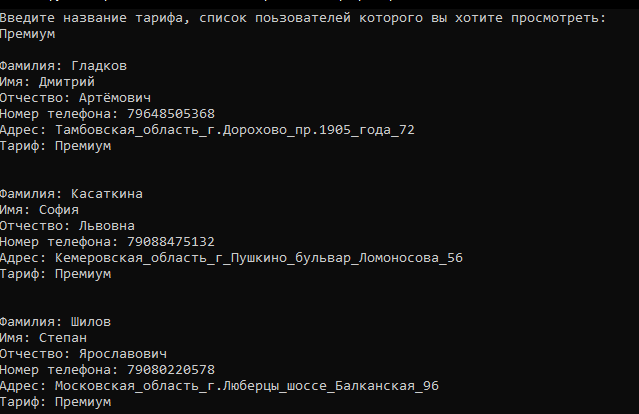 Введите название тарифа, список поьзователей которого вы хотите просмотреть:
Премиум
Фамилия: Гладков
Имя: Дмитрий
Отчество: Артёмович
Номер телефона: 79648505368
Адрес: Тамбовская_область_г.Дорохово_пр.1905_года_72
Тариф: Премиум
Фамилия: Касаткина
Имя: София
Отчество: Львовна
Номер телефона: 79088475132
Адрес: Кемеровская_область_г_Пушкино_бульвар_Ломоносова_56
Тариф: Премиум
Фамилия: Шилов
Имя: Степан
Отчество: Ярославович
Номер телефона: 79080220578
Адрес: Московская_область_г.Люберцы_шоссе_Балканская_96
Тариф: Премиум